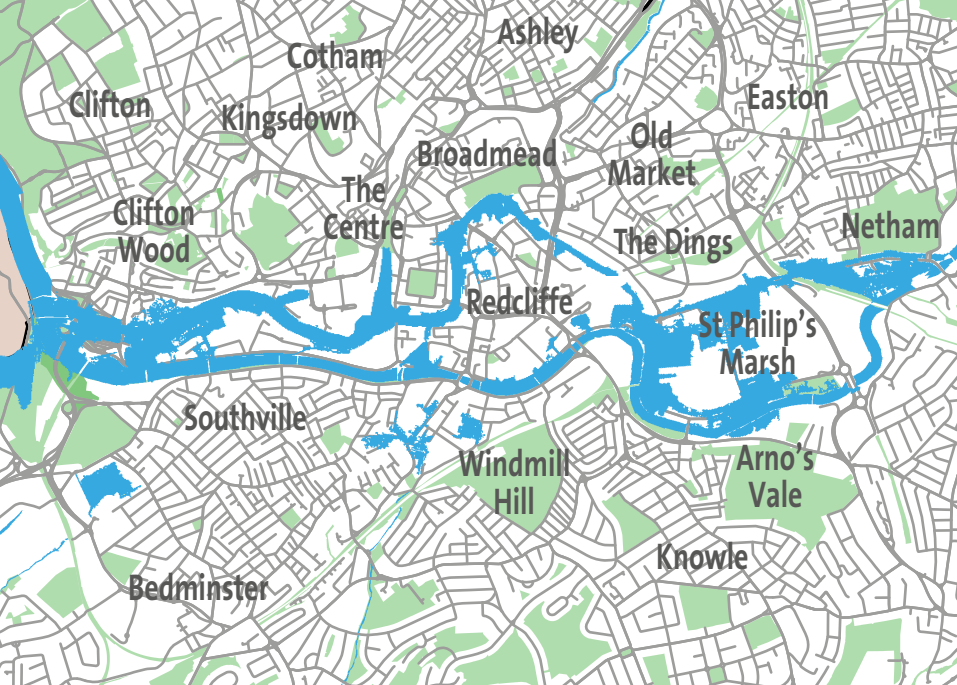 Ashley
Cotham
Clifton
Easton
Kingsdown
Old
Market
Broadmead
The
Centre
Clifton
Wood
Netham
The Dings
Redcliffe
St Philip's
Marsh
Southville
Windmill
Hill
Arno's
Vale
Knowle
Bedminster